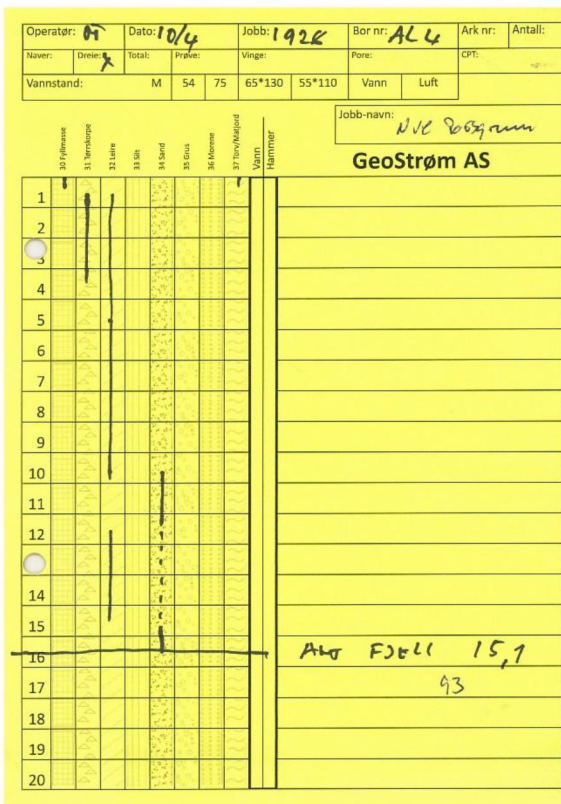 Operatør: Dato: 10/4 Jobb: Bor nr: AL 4 Ark nr: Antall:
Naver: Dreie: x Total: Prøve: Vinge: Pore: CPT:
Vannstand: M 54 75 65*130 55*110 Vann Luft
Jobb-navn:
NVE
30 Fyllmasse 31 Tørrskorpe 32 Leire 33 Silt 34 Sand 35 Grus 36 Morene 37 Torv/Matjord Vann Hammer
GeoStrøm AS
1
2
3
4
5
6
7
8
9
10
11
12
14
15
16 FJELL 15,1
17 93
18
19
20